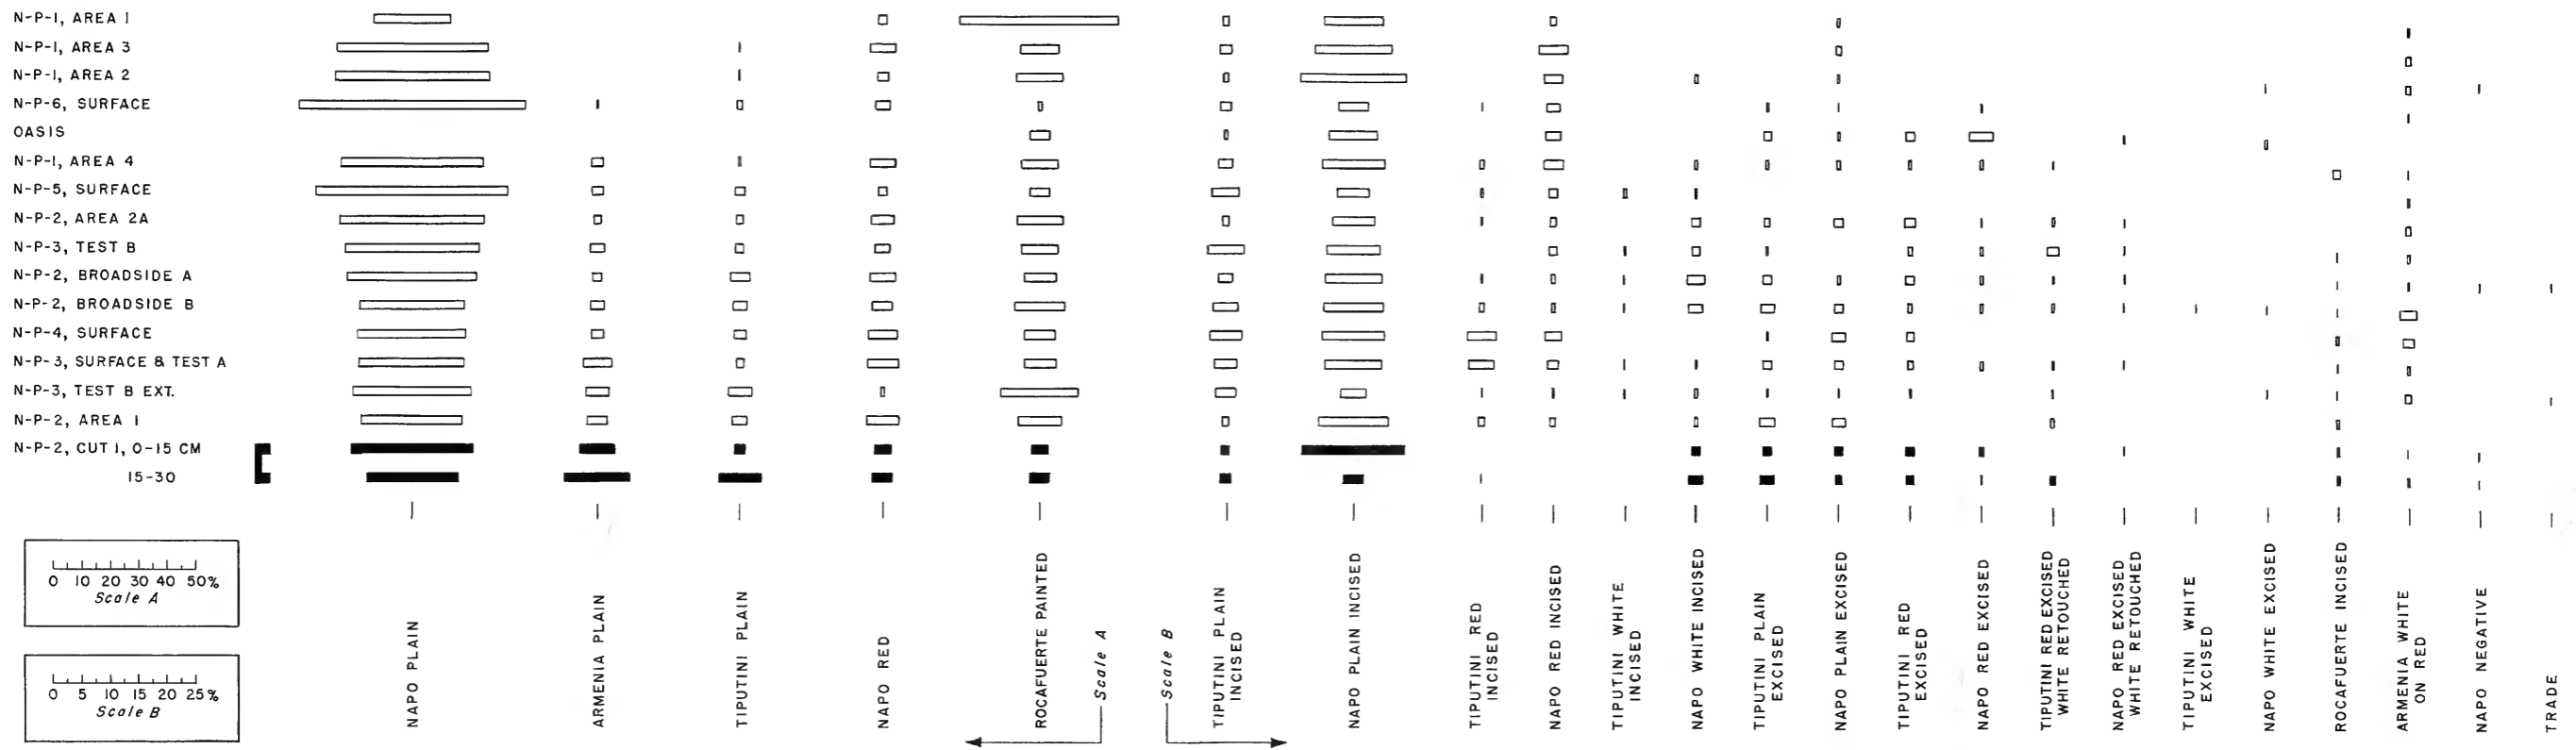 N-P-1, AREA 1
N-P-1, AREA 3
N-P-1, AREA 2
N-P-6, SURFACE
OASIS
N-P-1, AREA 4
N-P-5, SURFACE
N-P-2, AREA 2A
N-P-3, TEST B
N-P-2, BROADSIDE A
N-P-2, BROADSIDE B
N-P-4, SURFACE
N-P-3, SURFACE & TEST A
N-P-3, TEST B EXT.
N-P-2, AREA 1
N-P-2, CUT 1, 0-15 CM
15-30
0 10 20 30 40 50%
Scale A
0 5 10 15 20 25%
Scale B
NAPO PLAIN
ARMENIA PLAIN
TIPUTINI PLAIN
NAPO RED
ROCAFUERTE PAINTED
Scale A
Scale B
TIPUTINI PLAIN
INCISED
NAPO PLAIN INCISED
TIPUTINI RED
INCISED
NAPO RED INCISED
TIPUTINI WHITE
INCISED
NAPO WHITE INCISED
TIPUTINI PLAIN
EXCISED
NAPO PLAIN EXCISED
TIPUTINI RED
EXCISED
NAPO RED EXCISED
TIPUTINI RED EXCISED
WHITE RETOUCHED
NAPO RED EXCISED
WHITE RETOUCHED
TIPUTINI WHITE
EXCISED
NAPO WHITE EXCISED
ROCAFUERTE INCISED
ARMENIA WHITE
ON RED
NAPO NEGATIVE
TRADE